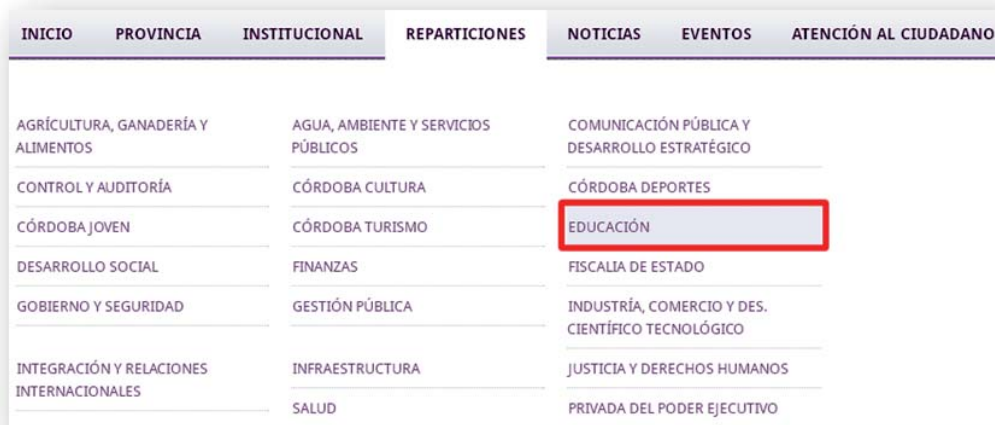 INICIO PROVINCIA INSTITUCIONAL REPARTICIONES NOTICIAS EVENTOS ATENCIÓN AL CIUDADANO
AGRÍCULTURA, GANADERÍA Y
ALIMENTOS
AGUA, AMBIENTE Y SERVICIOS
PÚBLICOS
COMUNICACIÓN PÚBLICA Y
DESARROLLO ESTRATÉGICO
CONTROL Y AUDITORÍA
CÓRDOBA CULTURA
CÓRDOBA DEPORTES
CÓRDOBA JOVEN
CÓRDOBA TURISMO
EDUCACIÓN
DESARROLLO SOCIAL
FINANZAS
FISCALIA DE ESTADO
GOBIERNO Y SEGURIDAD
GESTIÓN PÚBLICA
INDUSTRÍA, COMERCIO Y DES.
CIENTÍFICO TECNOLÓGICO
INTEGRACIÓN Y RELACIONES
INTERNACIONALES
INFRAESTRUCTURA
JUSTICIA Y DERECHOS HUMANOS
SALUD
PRIVADA DEL PODER EJECUTIVO